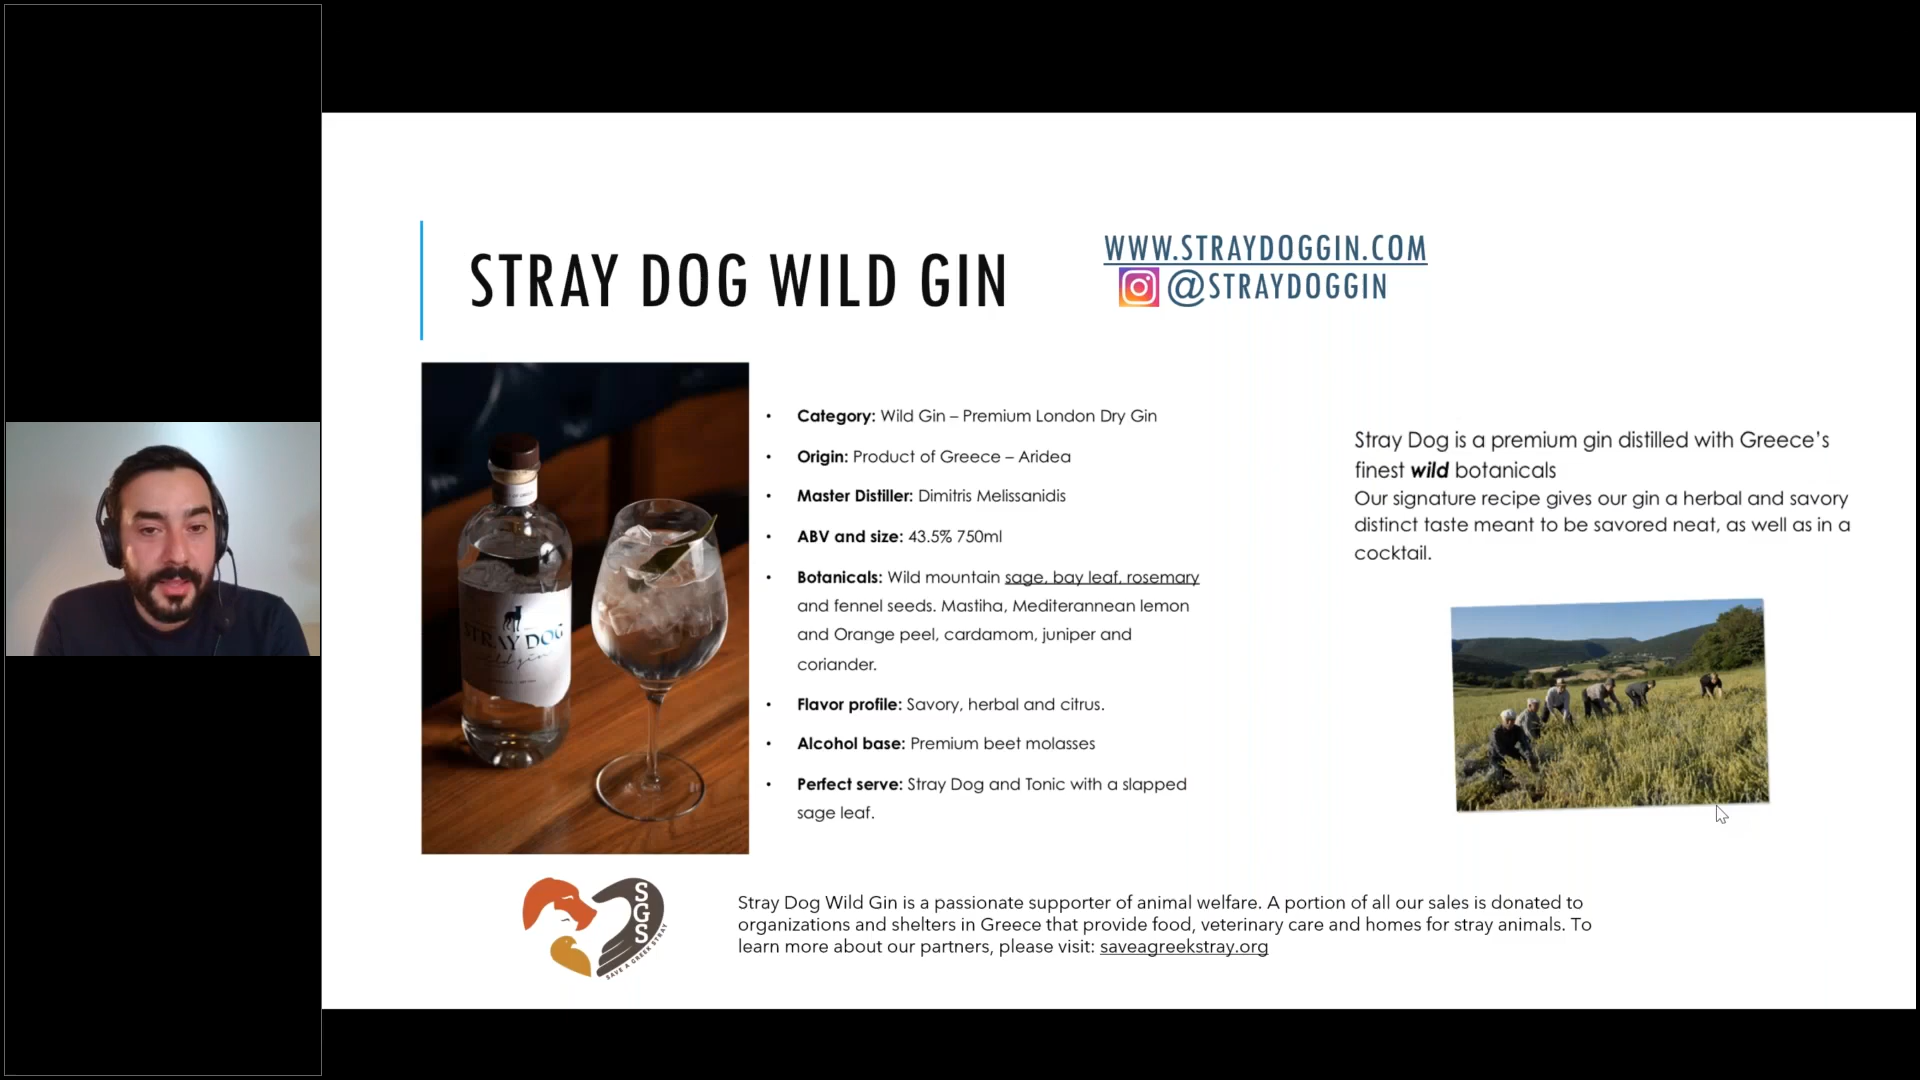 STRAY DOG WILD GIN
WWW.STRAYDOGGIN.COM
@STRAYDOGGIN
STRAY DOG
wild gin
• Category: Wild Gin – Premium London Dry Gin
• Origin: Product of Greece – Aridea
• Master Distiller: Dimitris Melissanidis
• ABV and size: 43.5% 750ml
• Botanicals: Wild mountain sage, bay leaf, rosemary
and fennel seeds. Mastiha, Mediterannean lemon
and Orange peel, cardamom, juniper and
coriander.
• Flavor profile: Savory, herbal and citrus.
• Alcohol base: Premium beet molasses
• Perfect serve: Stray Dog and Tonic with a slapped
sage leaf.
Stray Dog is a premium gin distilled with Greece’s
finest wild botanicals
Our signature recipe gives our gin a herbal and savory
distinct taste meant to be savored neat, as well as in a
cocktail.
SGS
SAVE A GREEK STRAY
Stray Dog Wild Gin is a passionate supporter of animal welfare. A portion of all our sales is donated to
organizations and shelters in Greece that provide food, veterinary care and homes for stray animals. To
learn more about our partners, please visit: saveagreekstray.org